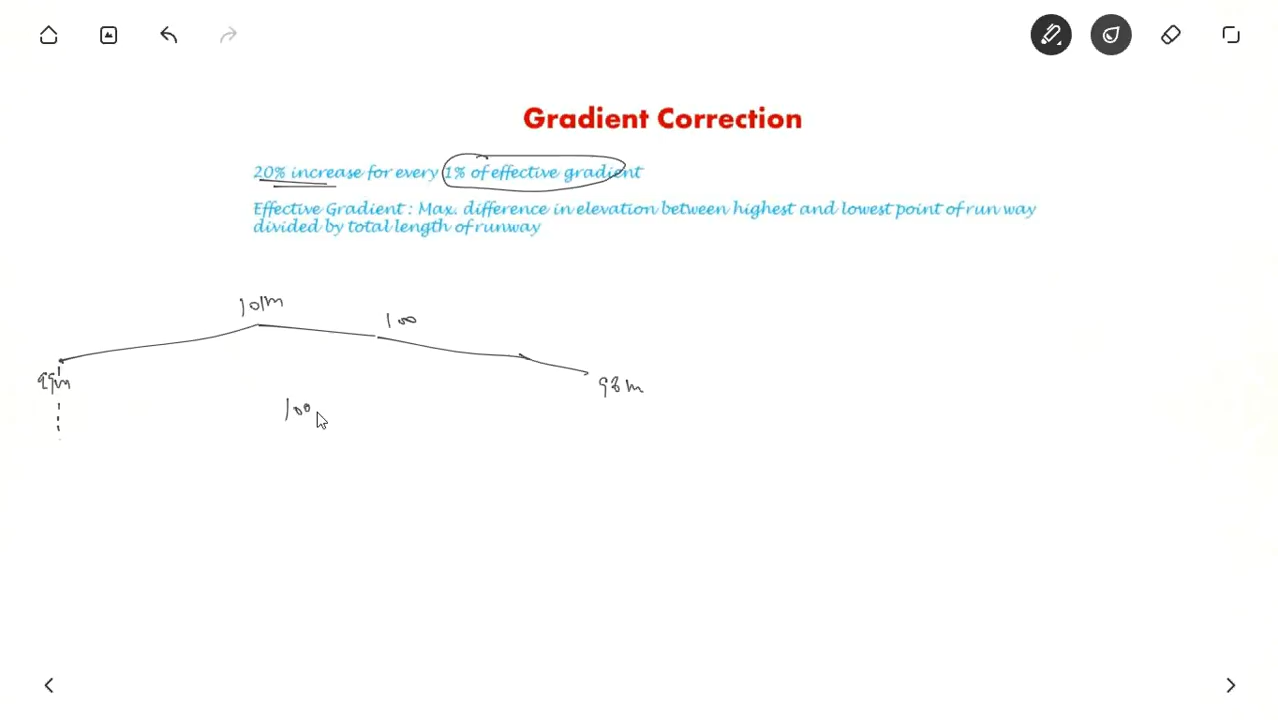 Gradient Correction
20% increase for every 1% of effective gradient
Effective Gradient : Max. difference in elevation between highest and lowest point of run way
divided by total length of runway
101m
100
99m
98m
100